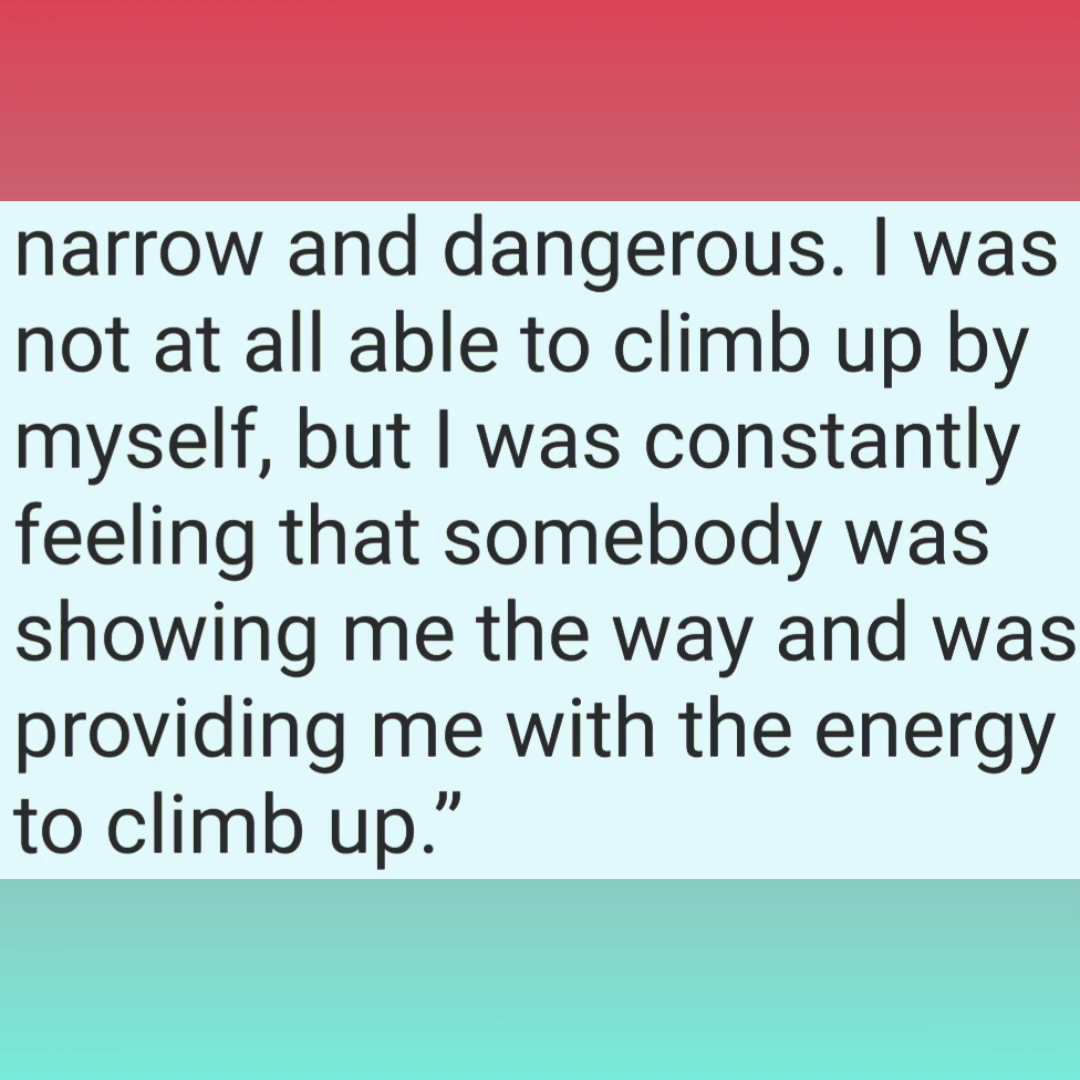 narrow and dangerous. I was
not at all able to climb up by
myself, but I was constantly
feeling that somebody was
showing me the way and was
providing me with the energy
to climb up.”